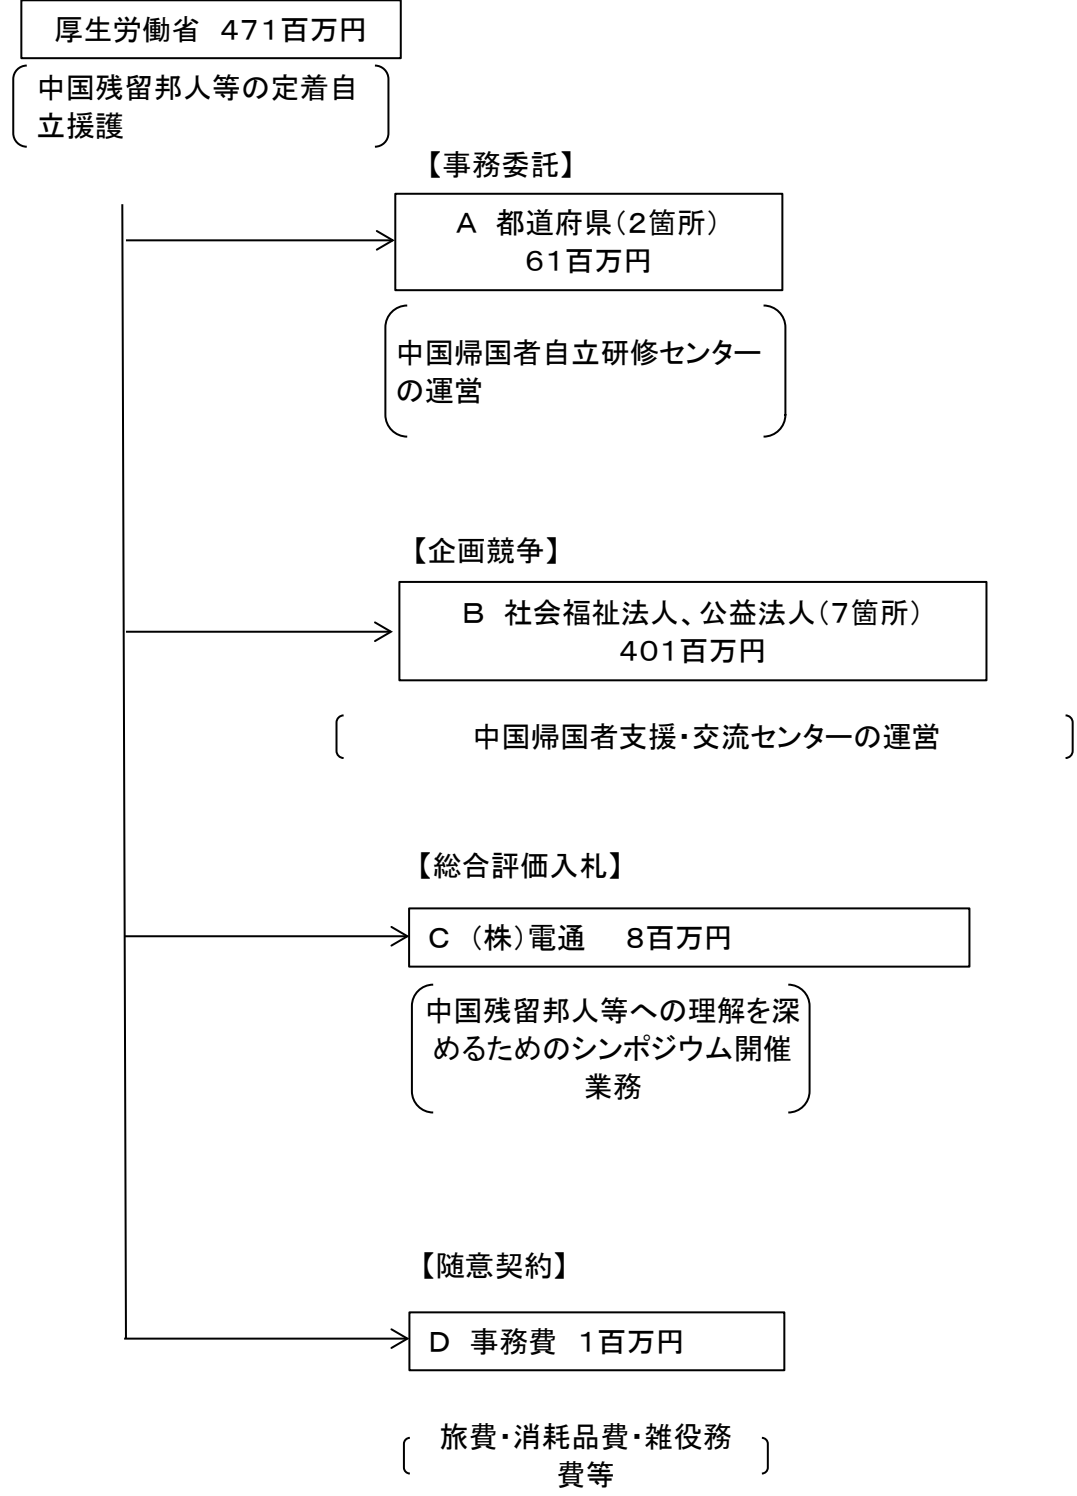 厚生労働省　４７１百万円
中国残留邦人等の定着自
立援護
【事務委託】
Ａ　都道府県（２箇所）
６１百万円
中国帰国者自立研修センター
の運営
【企画競争】
Ｂ　社会福祉法人、公益法人（７箇所）
４０１百万円
中国帰国者支援・交流センターの運営
【総合評価入札】
Ｃ　（株）電通　　８百万円
中国残留邦人等への理解を深
めるためのシンポジウム開催
業務
【随意契約】
Ｄ　事務費　１百万円
旅費・消耗品費・雑役務
費等